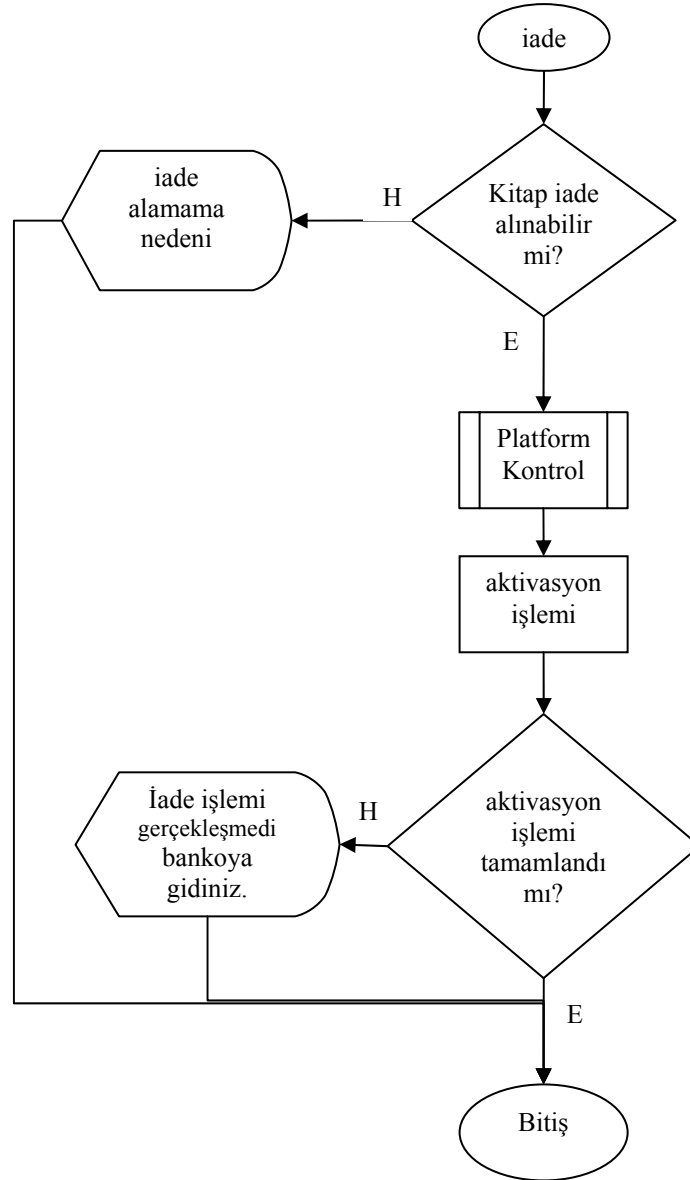 iade
Kitap iade
alınabilir
mi?
H
iade
alamama
nedeni
E
Platform
Kontrol
aktivasyon
işlemi
aktivasyon
işlemi
tamamlandı
mı?
H
İade işlemi
gerçekleşmedi
bankoya
gidiniz.
E
Bitiş